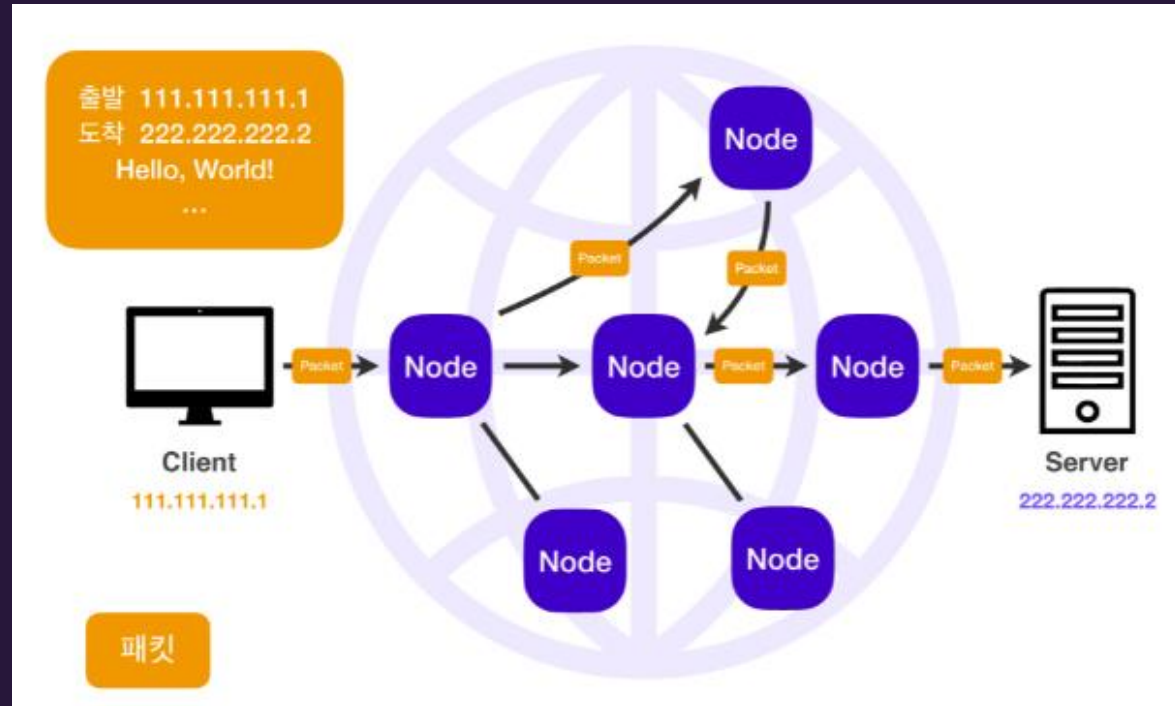 출발 111.111.111.1
도착 222.222.222.2
Hello, World!
...
Node
Packet
Packet
Packet
Node
Node
Packet
Node
Packet
Client
111.111.111.1
Server
222.222.222.2
Node
Node
패킷